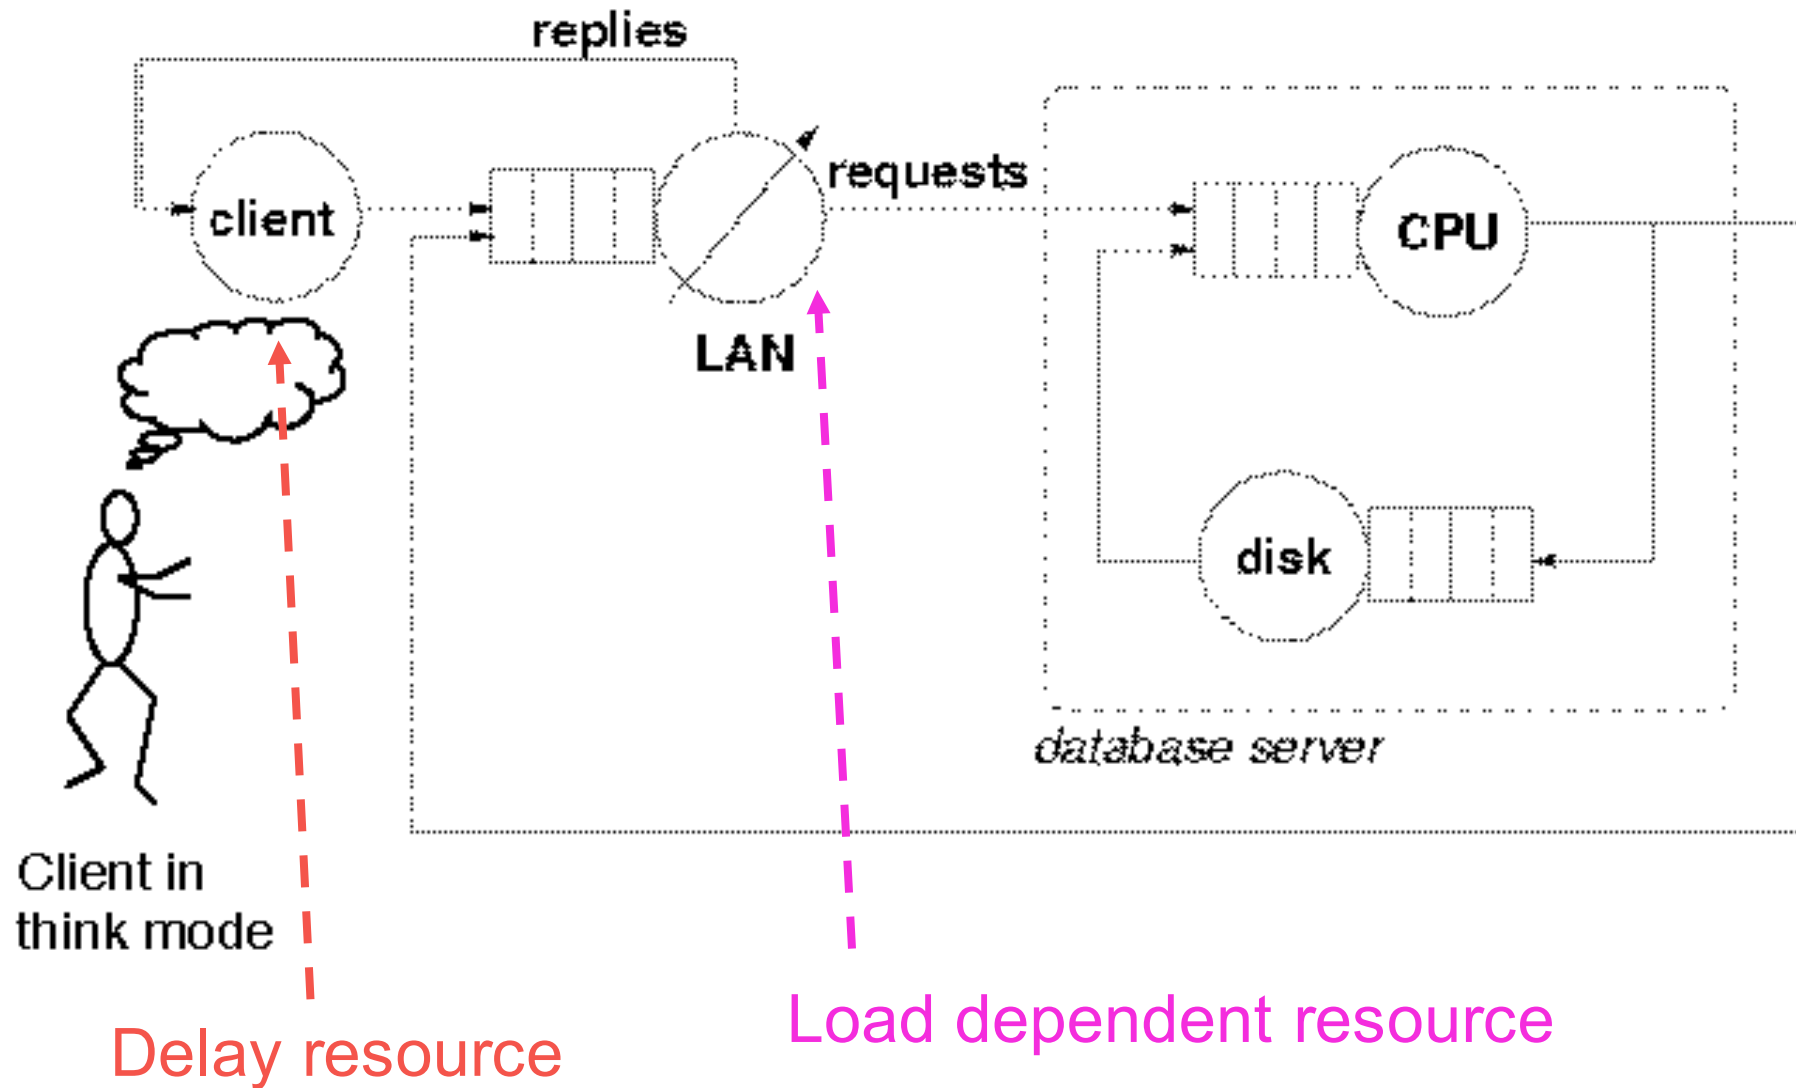 replies
requests
client
CPU
LAN
disk
database server
Client in
think mode
Load dependent resource
Delay resource